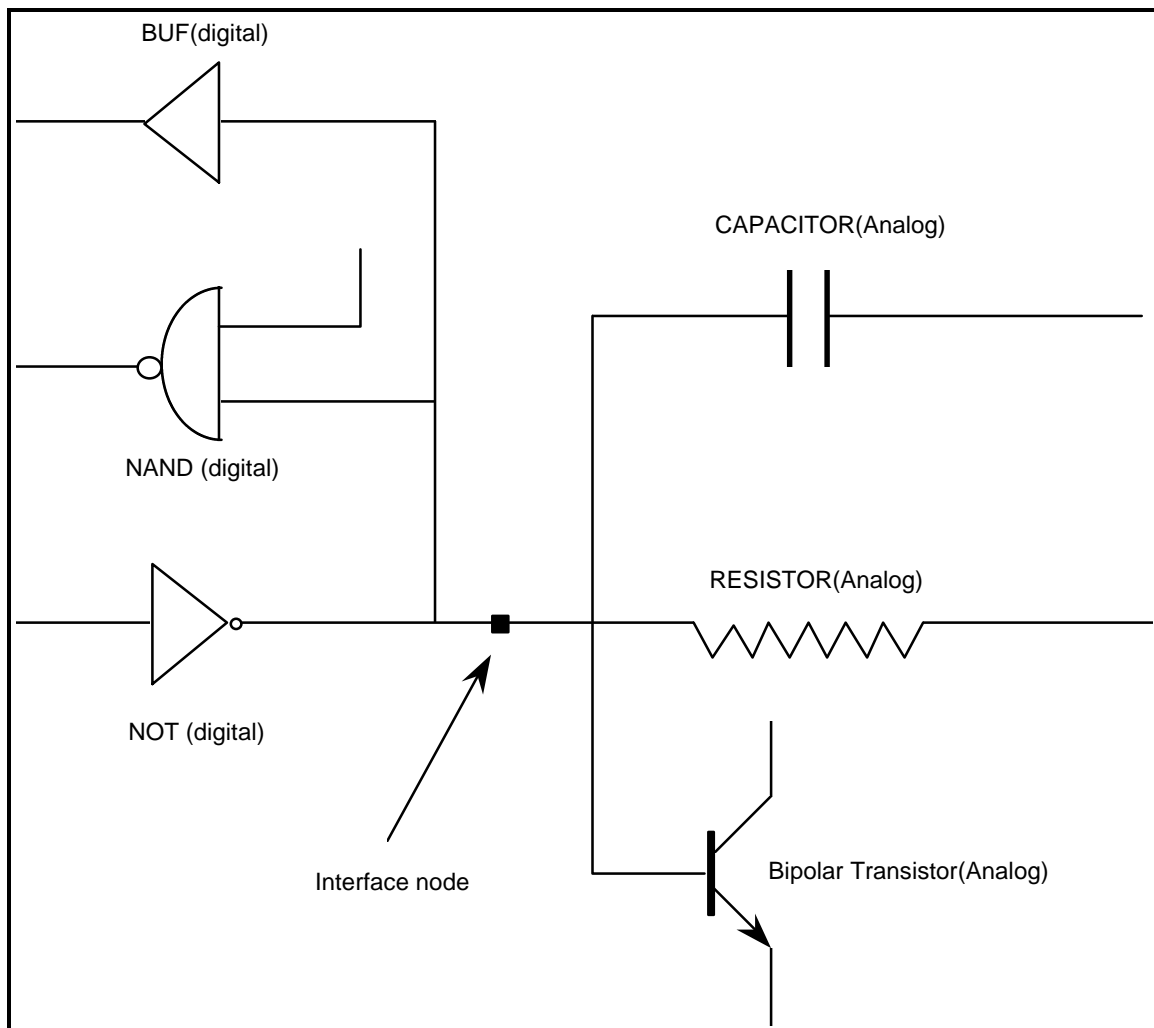 BUF(digital)
CAPACITOR(Analog)
NAND (digital)
RESISTOR(Analog)
NOT (digital)
Interface node
Bipolar Transistor(Analog)